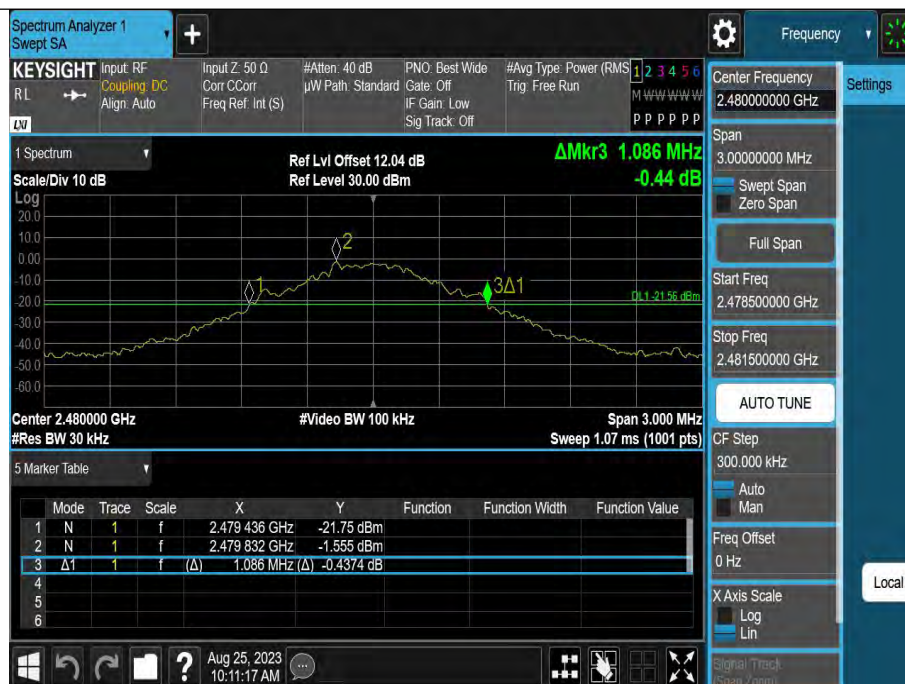 Spectrum Analyzer 1
Swept SA
+
Frequency
KEYSIGHT
RL
LXI
Input: RF
Coupling: DC
Align: Auto
Input Z: 50 Ω
Corr CCorr
Freq Ref: Int (S)
#Atten: 40 dB
µW Path: Standard
PNO: Best Wide
Gate: Off
IF Gain: Low
Sig Track: Off
#Avg Type: Power (RMS
Trig: Free Run
1 2 3 4 5 6
M W W W W W
P P P P P P
1 Spectrum
Scale/Div 10 dB
Ref Lvl Offset 12.04 dB
Ref Level 30.00 dBm
ΔMkr3 1.086 MHz
-0.44 dB
Log
20.0
10.0
0.00
-10.0
-20.0
-30.0
-40.0
-50.0
-60.0
1
2
3Δ1
DL1 -21.56 dBm
Center 2.480000 GHz
#Video BW 100 kHz
Span 3.000 MHz
#Res BW 30 kHz
Sweep 1.07 ms (1001 pts)
5 Marker Table
Mode Trace Scale X Y Function Function Width Function Value
1 N 1 f 2.479 436 GHz -21.75 dBm
2 N 1 f 2.479 832 GHz -1.555 dBm
3 Δ1 1 f (Δ) 1.086 MHz (Δ) -0.4374 dB
4
5
6
Aug 25, 2023
10:11:17 AM
Center Frequency
2.480000000 GHz
Settings
Span
3.00000000 MHz
Swept Span
Zero Span
Full Span
Start Freq
2.478500000 GHz
Stop Freq
2.481500000 GHz
AUTO TUNE
CF Step
300.000 kHz
Auto
Man
Freq Offset
0 Hz
Local
X Axis Scale
Log
Lin
Signal Track
(Span Zoom)